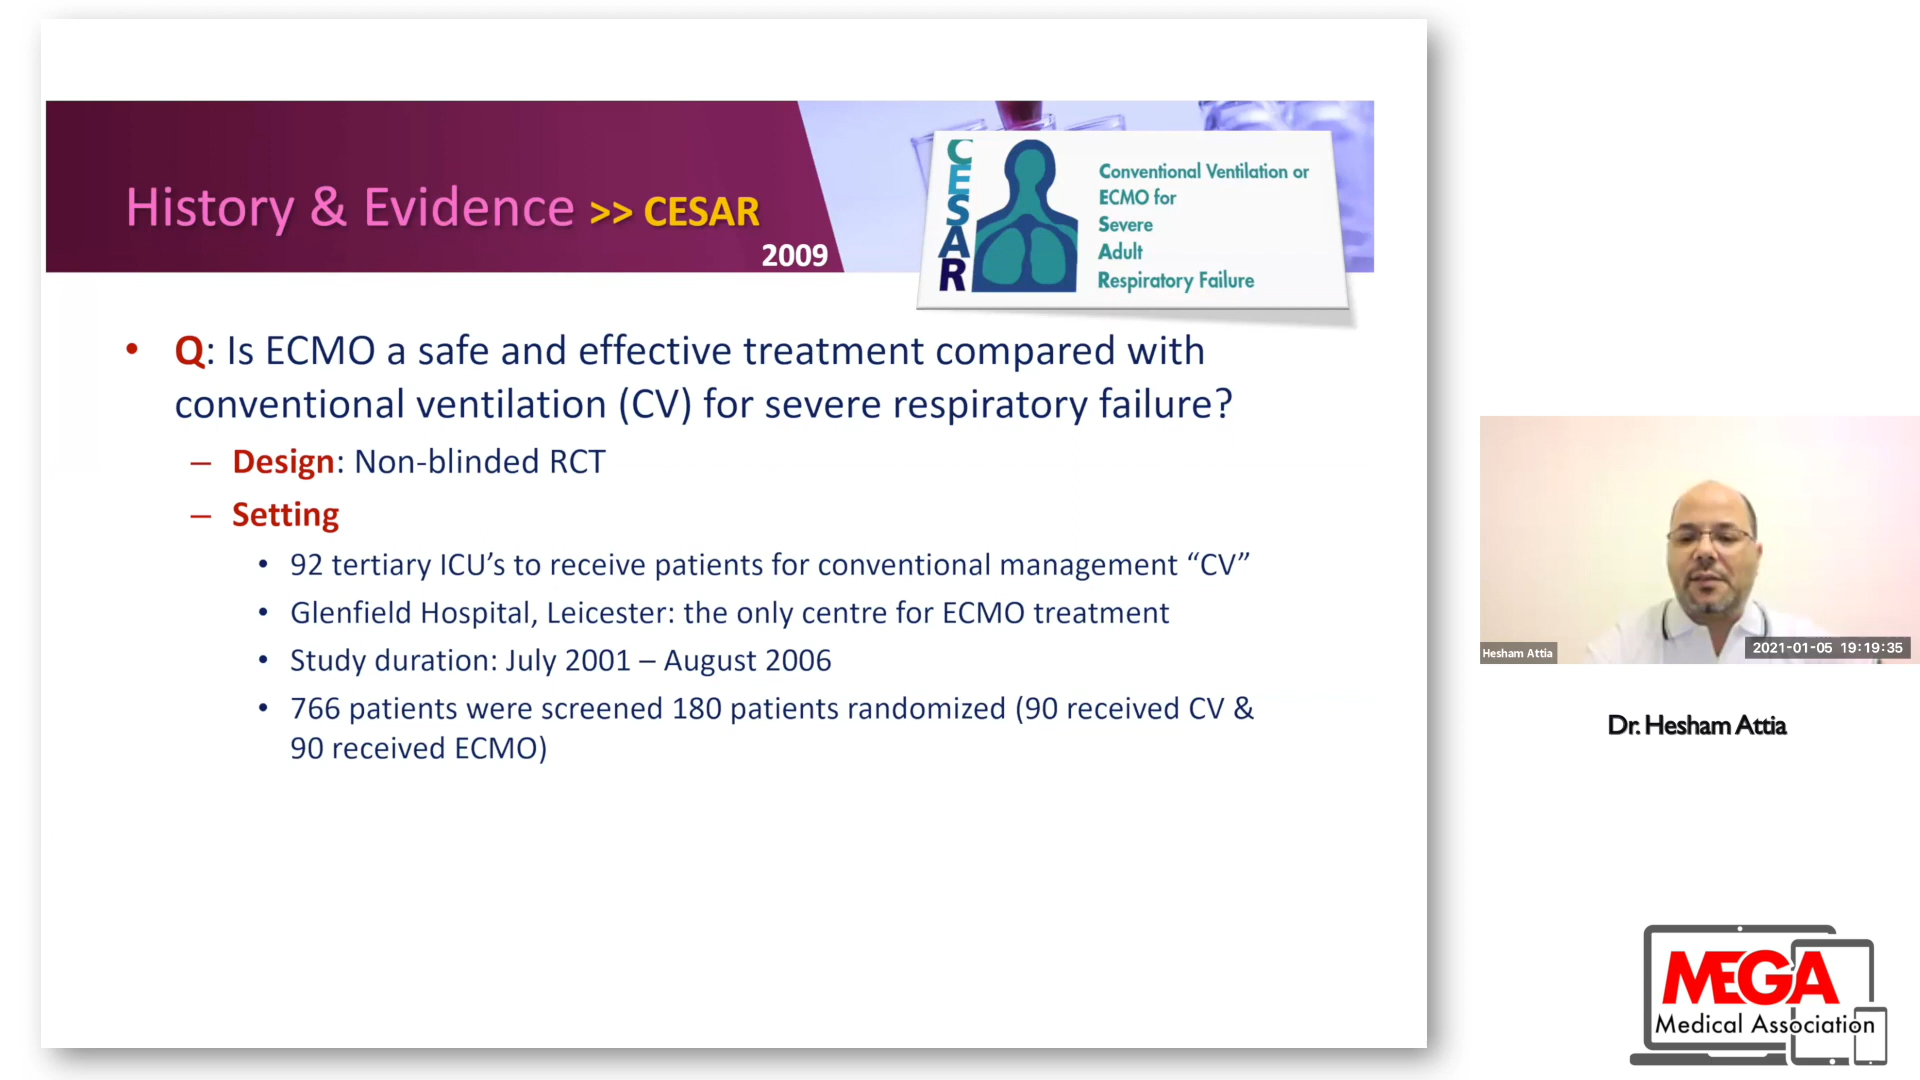 History & Evidence >> CESAR
2009
CESAR
Conventional Ventilation or
ECMO for
Severe
Adult
Respiratory Failure
• Q: Is ECMO a safe and effective treatment compared with
conventional ventilation (CV) for severe respiratory failure?
– Design: Non-blinded RCT
– Setting
• 92 tertiary ICU’s to receive patients for conventional management “CV”
• Glenfield Hospital, Leicester: the only centre for ECMO treatment
• Study duration: July 2001 – August 2006
• 766 patients were screened 180 patients randomized (90 received CV &
90 received ECMO)
Hesham Attia
2021-01-05 19:19:35
Dr. Hesham Attia
MEGA
Medical Association